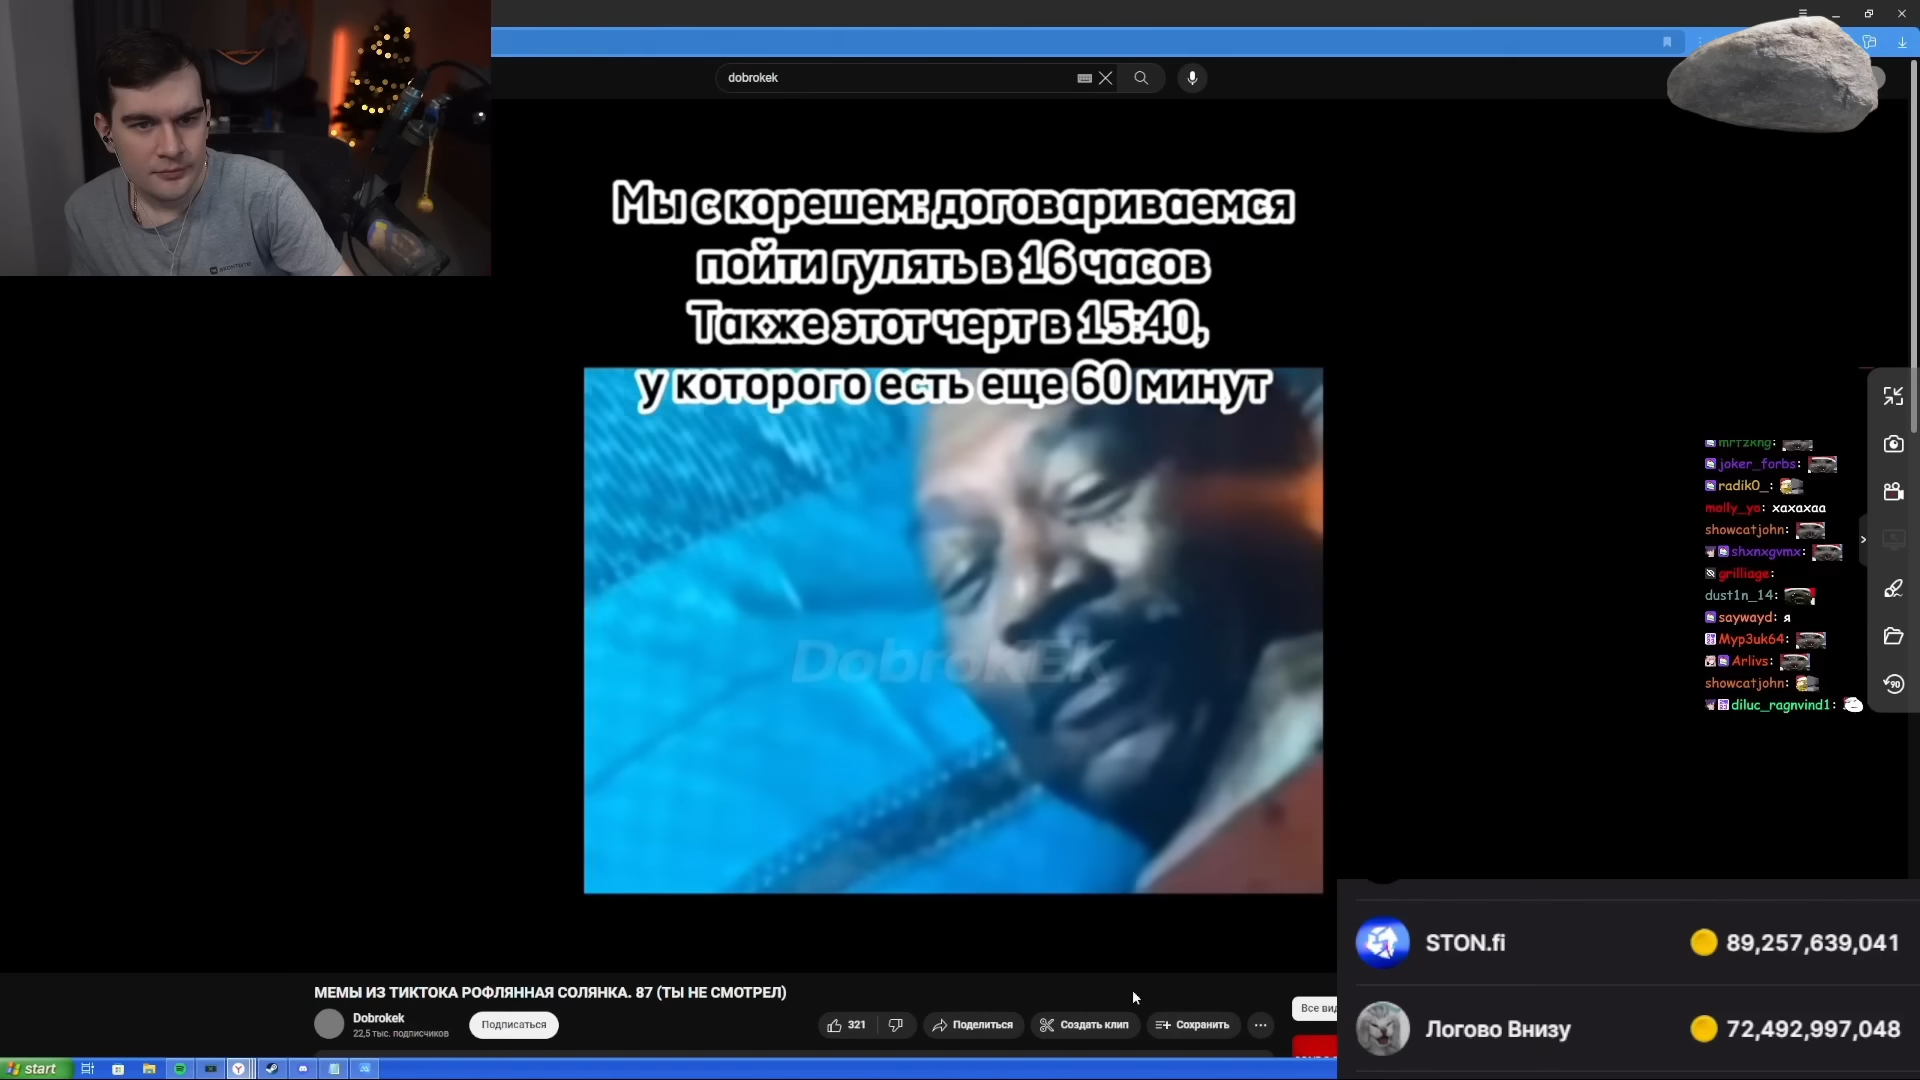 dobrokek
Мы с корешем: договариваемся
пойти гулять в 16 часов
Также этот черт в 15:40,
у которого есть еще 60 минут
DobroKEK
mrfzkng:
joker_forbs:
radik0_:
molly_yo: хахахаа
showcatjohn:
shxnxgvmx:
grilliage:
dust1n_14:
saywayd: я
Myp3uk64:
Arlivs:
showcatjohn:
diluc_ragnvind1:
90
STON.fi 89,257,639,041
Логово Внизу 72,492,997,048
МЕМЫ ИЗ ТИКТОКА РОФЛЯННАЯ СОЛЯНКА. 87 (ТЫ НЕ СМОТРЕЛ)
Dobrokek
22,5 тыс. подписчиков
Подписаться
321
Поделиться
Создать клип
Сохранить
Все вид
start